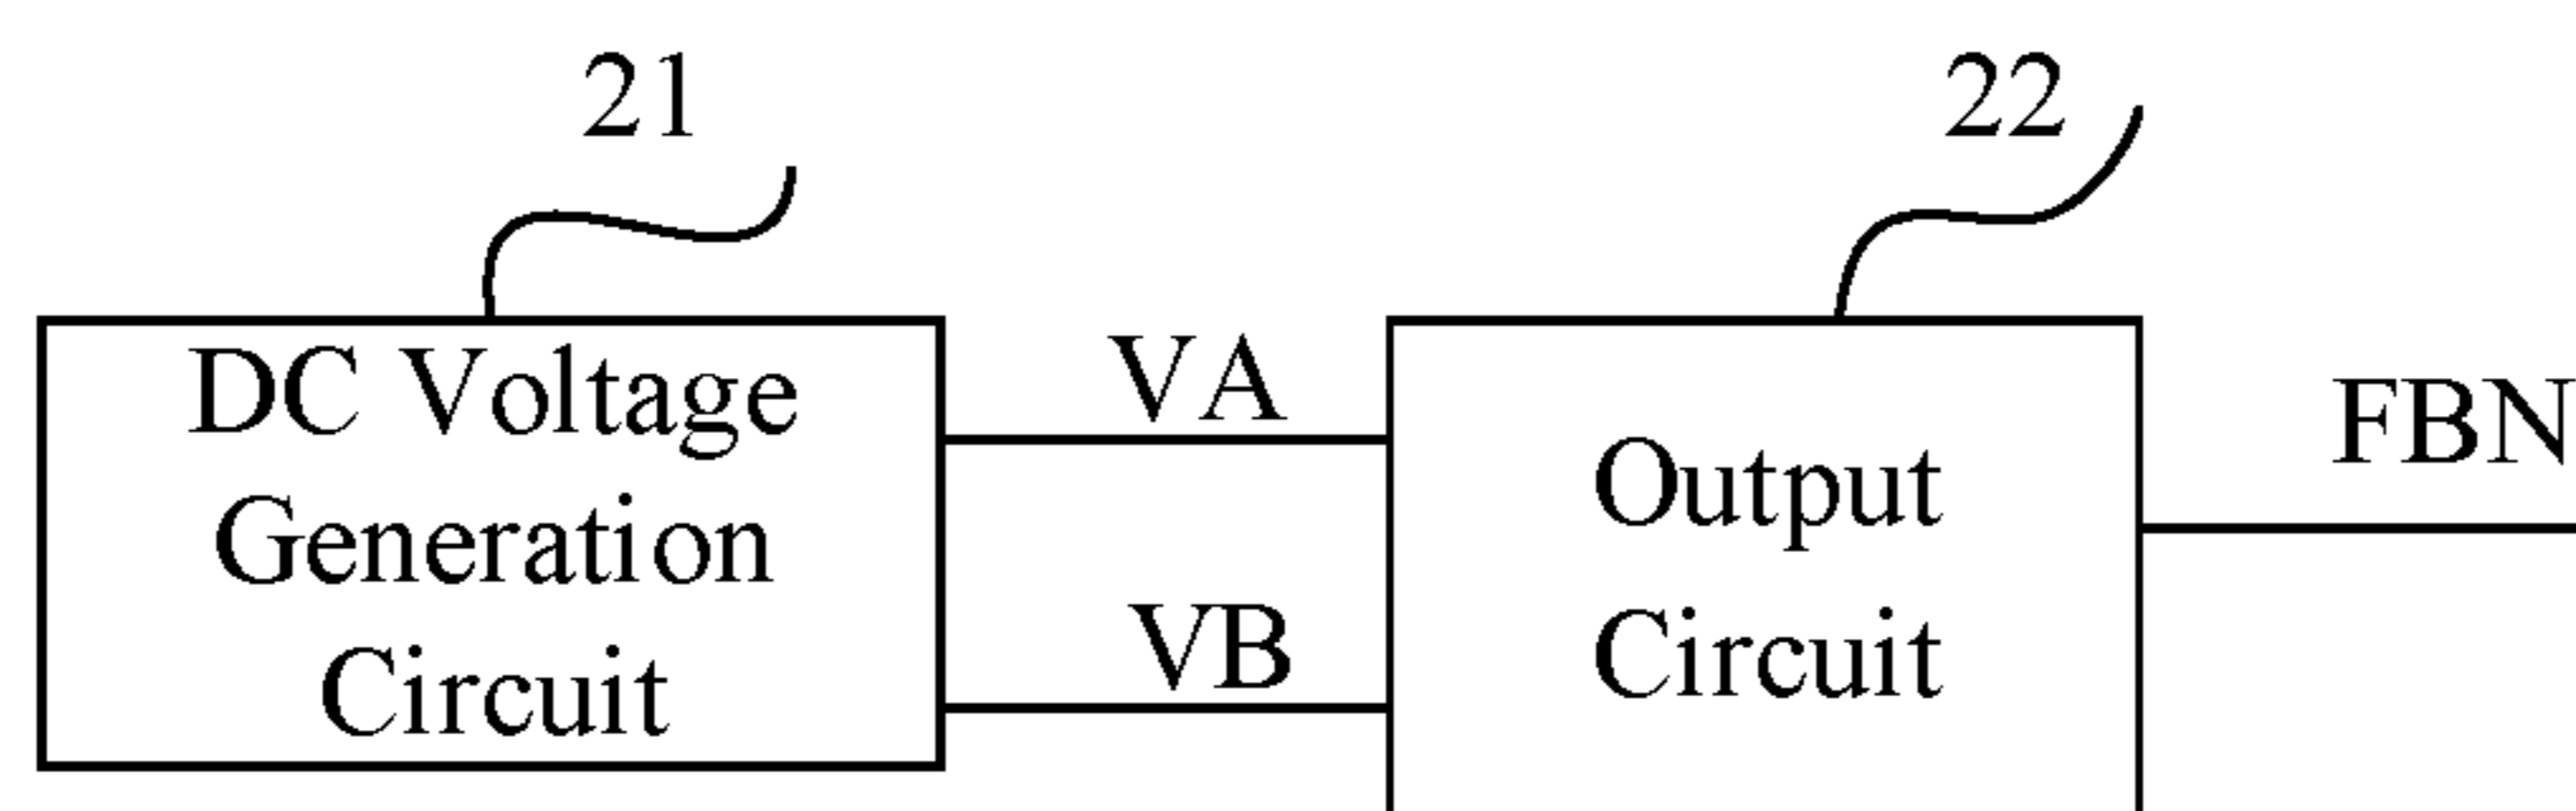 21
22
DC Voltage
Generation
Circuit
VA
VB
Output
Circuit
FBN